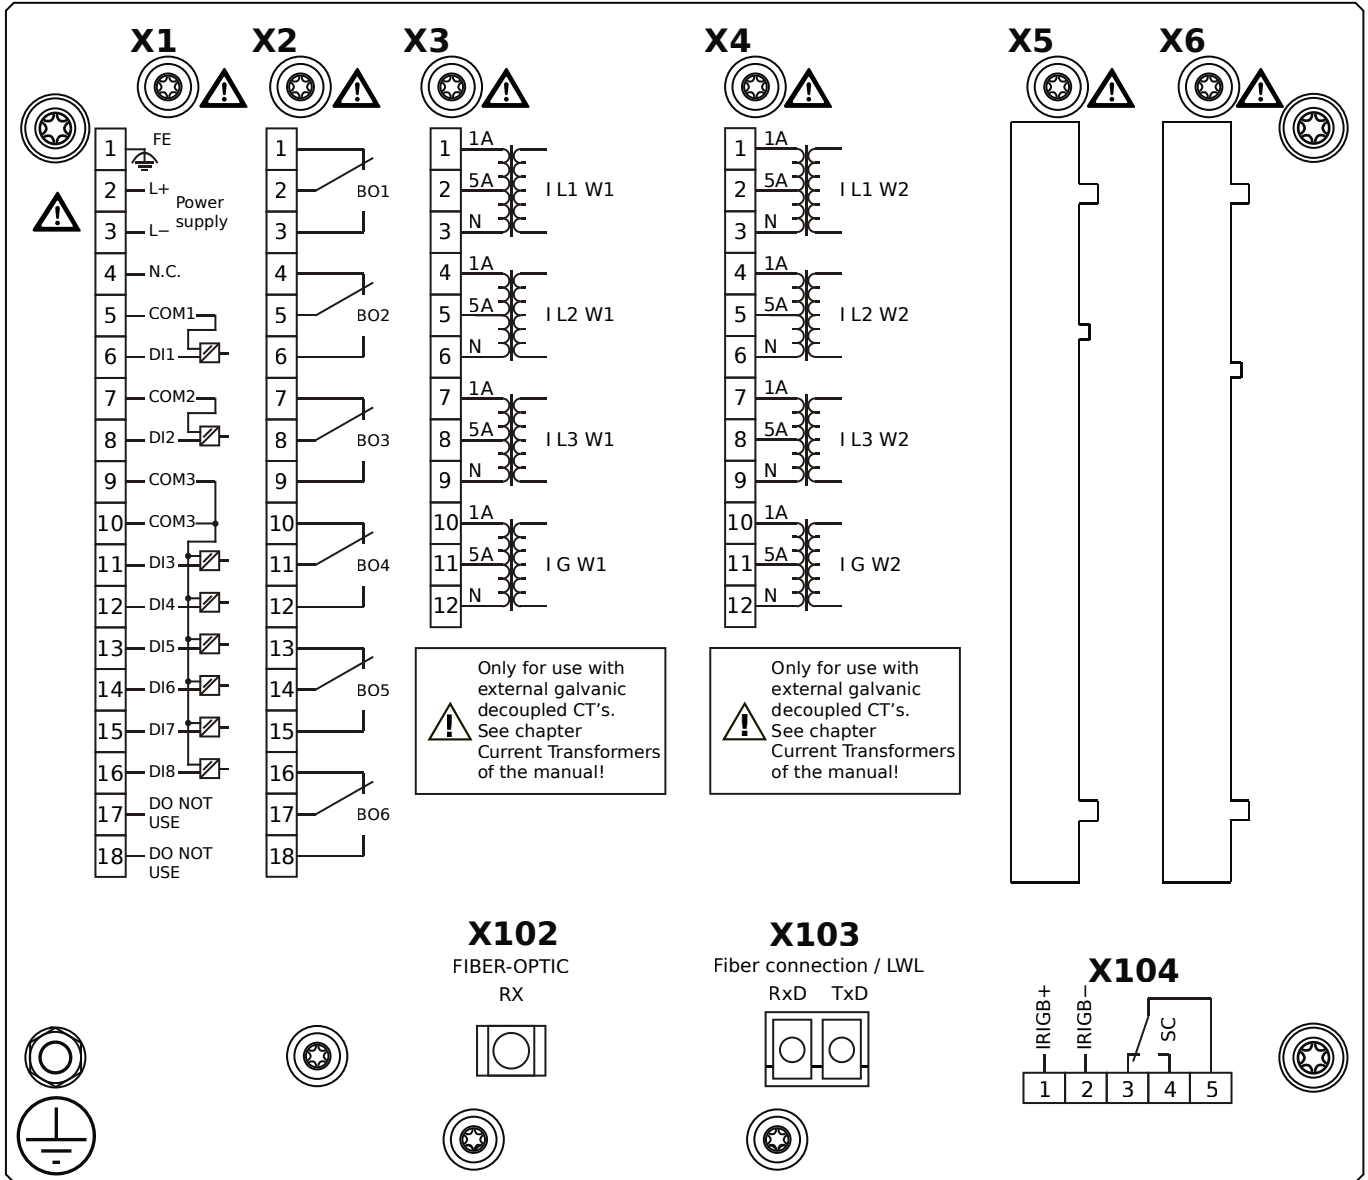 X1 X2 X3 X4 X5 X6
1 FE
2 L+ Power
supply
3 L−
4 N.C.
5 COM1
6 DI1
7 COM2
8 DI2
9 COM3
10 COM3
11 DI3
12 DI4
13 DI5
14 DI6
15 DI7
16 DI8
17 DO NOT
USE
18 DO NOT
USE
1
2 BO1
3
4
5 BO2
6
7
8 BO3
9
10
11 BO4
12
13
14 BO5
15
16
17 BO6
18
1 1A
2 5A I L1 W1
3 N
4 1A
5 5A I L2 W1
6 N
7 1A
8 5A I L3 W1
9 N
10 1A
11 5A I G W1
12 N
Only for use with
external galvanic
decoupled CT's.
See chapter
Current Transformers
of the manual!
1 1A
2 5A I L1 W2
3 N
4 1A
5 5A I L2 W2
6 N
7 1A
8 5A I L3 W2
9 N
10 1A
11 5A I G W2
12 N
Only for use with
external galvanic
decoupled CT's.
See chapter
Current Transformers
of the manual!
X102
FIBER-OPTIC
RX
X103
Fiber connection / LWL
RxD TxD
X104
IRIGB+ IRIGB− SC
1 2 3 4 5